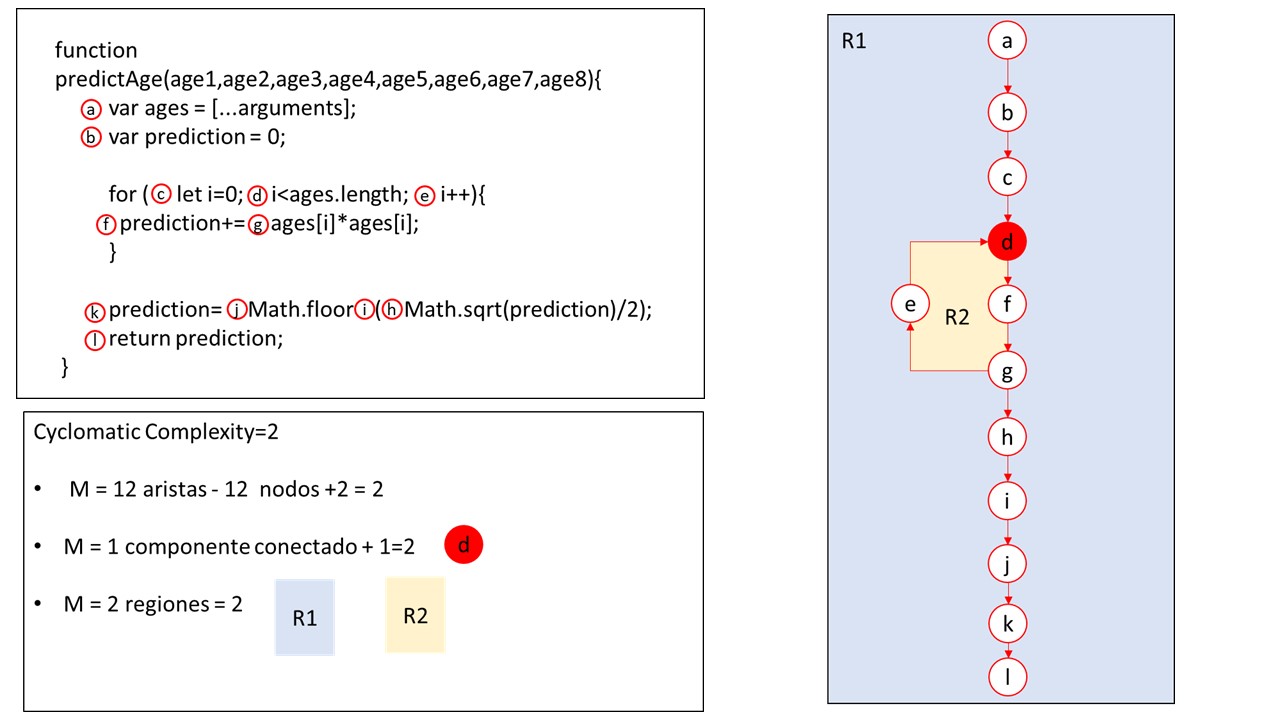 function
predictAge(age1,age2,age3,age4,age5,age6,age7,age8){
a var ages = [...arguments];
b var prediction = 0;
for (c let i=0; d i<ages.length; e i++){
f prediction+= g ages[i]*ages[i];
}
k prediction= j Math.floor i (h Math.sqrt(prediction)/2);
l return prediction;
}
Cyclomatic Complexity=2
• M = 12 aristas - 12 nodos +2 = 2
• M = 1 componente conectado + 1=2 d
• M = 2 regiones = 2
R1
R2
R1
a
b
c
d
e
f
R2
g
h
i
j
k
l